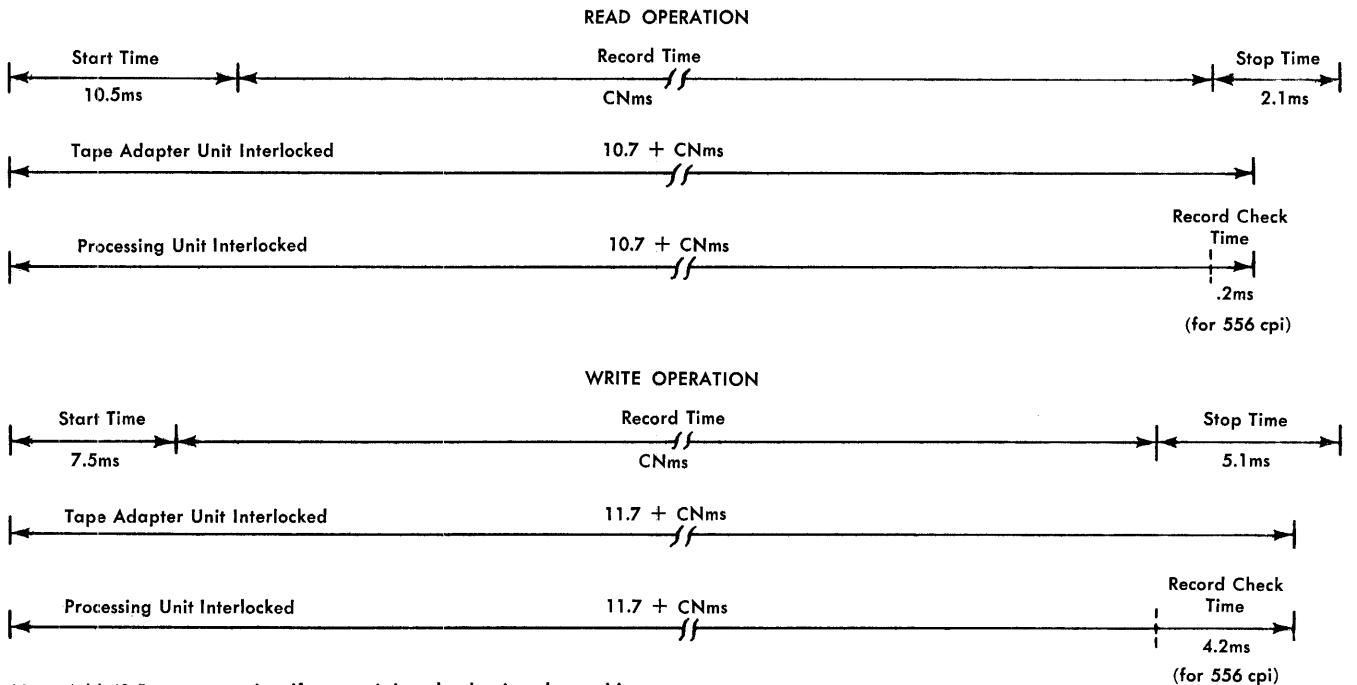 READ OPERATION
Start Time
Record Time
Stop Time
10.5ms
CNms
2.1ms
Tape Adapter Unit Interlocked
10.7 + CNms
Record Check
Processing Unit Interlocked
10.7 + CNms
Time
.2ms
(for 556 cpi)
WRITE OPERATION
Start Time
Record Time
Stop Time
7.5ms
CNms
5.1ms
Tape Adapter Unit Interlocked
11.7 + CNms
Record Check
Processing Unit Interlocked
11.7 + CNms
Time
4.2ms
(for 556 cpi)